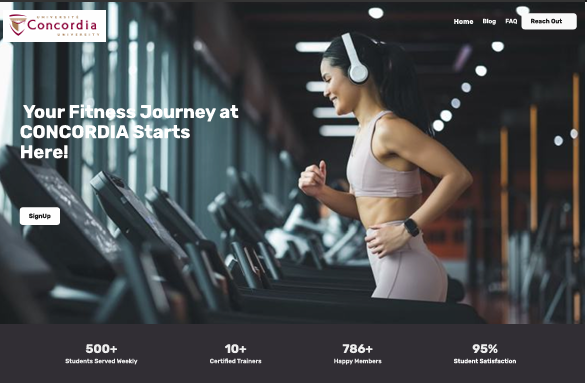 UNIVERSITÉ
Concordia
UNIVERSITY
Home
Blog
FAQ
Reach Out
Your Fitness Journey at
CONCORDIA Starts
Here!
SignUp
500+
Students Served Weekly
10+
Certified Trainers
786+
Happy Members
95%
Student Satisfaction